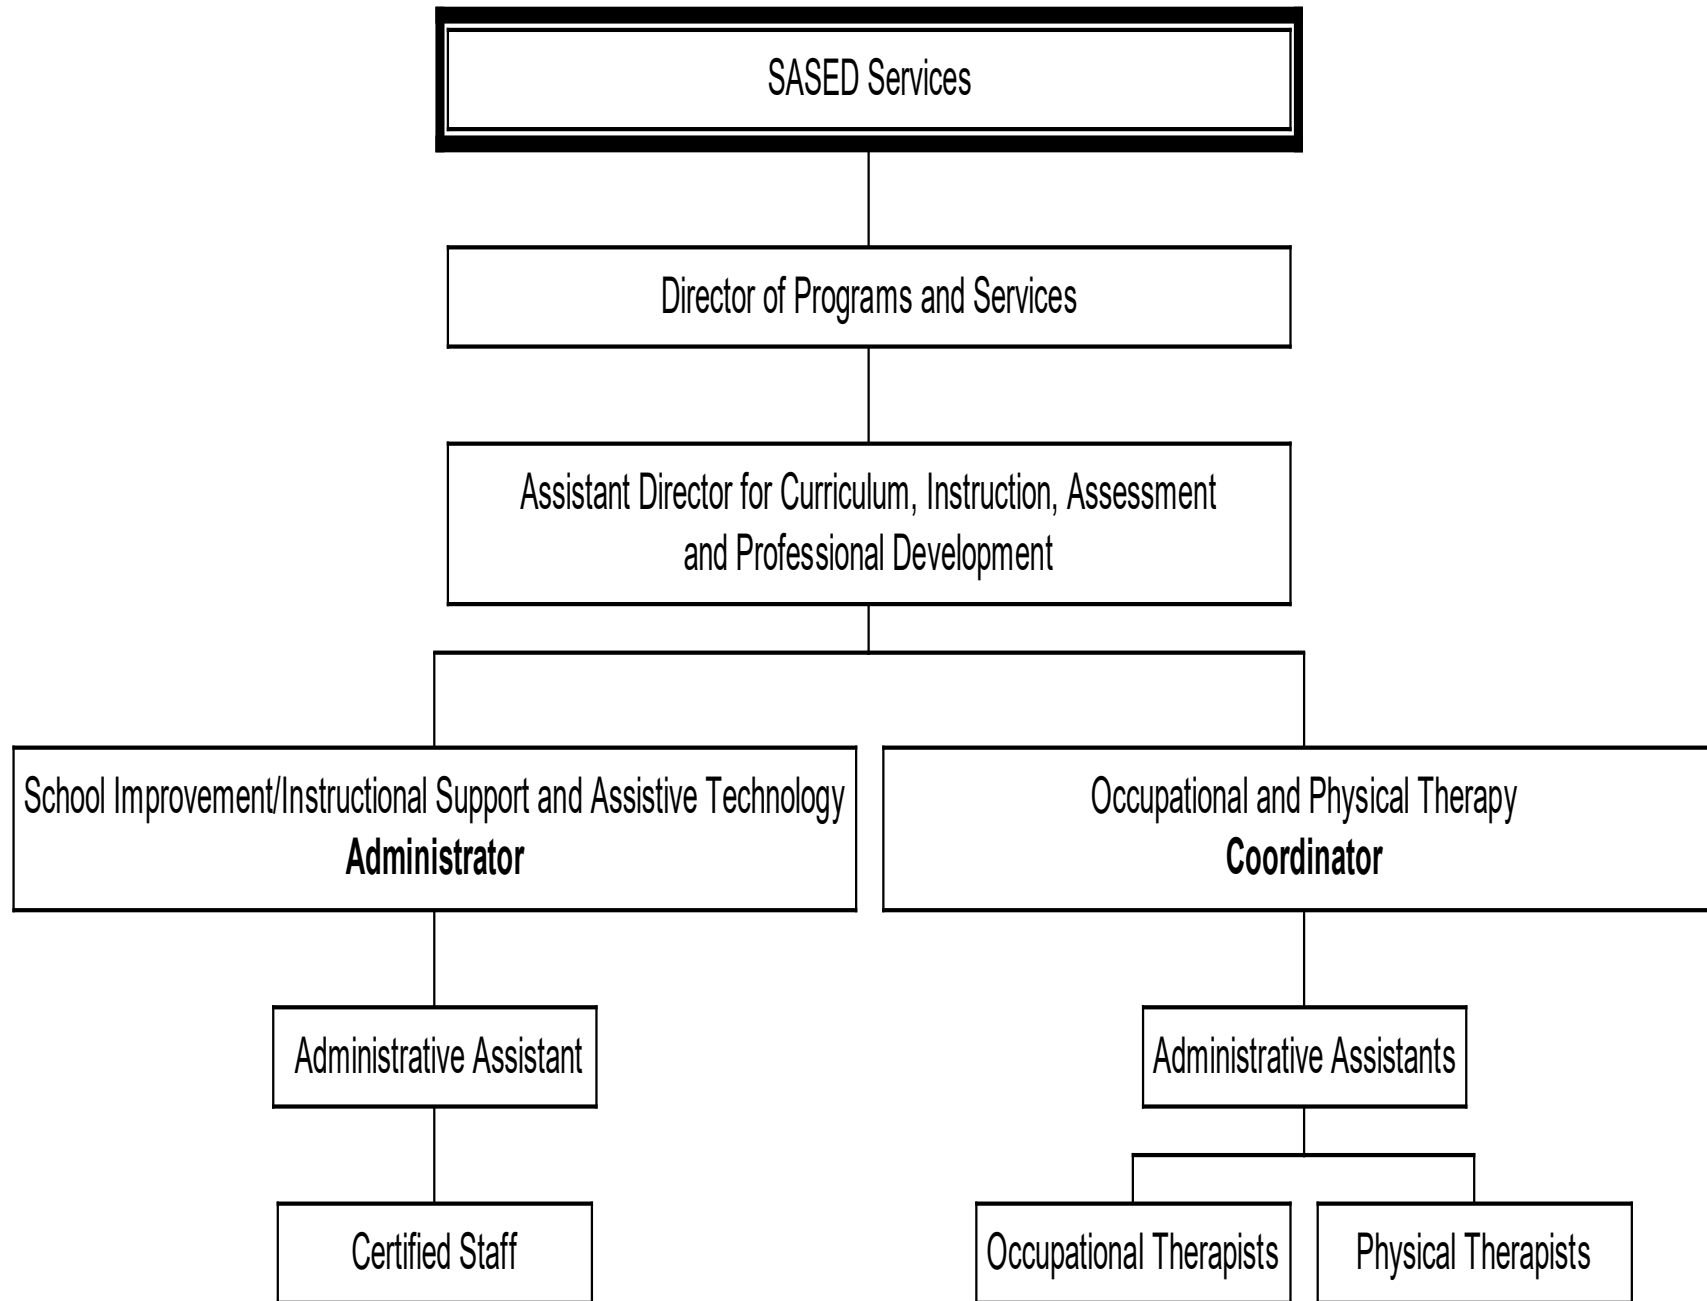 SASED Services
Director of Programs and Services
Assistant Director for Curriculum, Instruction, Assessment
and Professional Development
School Improvement/Instructional Support and Assistive Technology
Administrator
Occupational and Physical Therapy
Coordinator
Administrative Assistant
Administrative Assistants
Certified Staff
Occupational Therapists
Physical Therapists